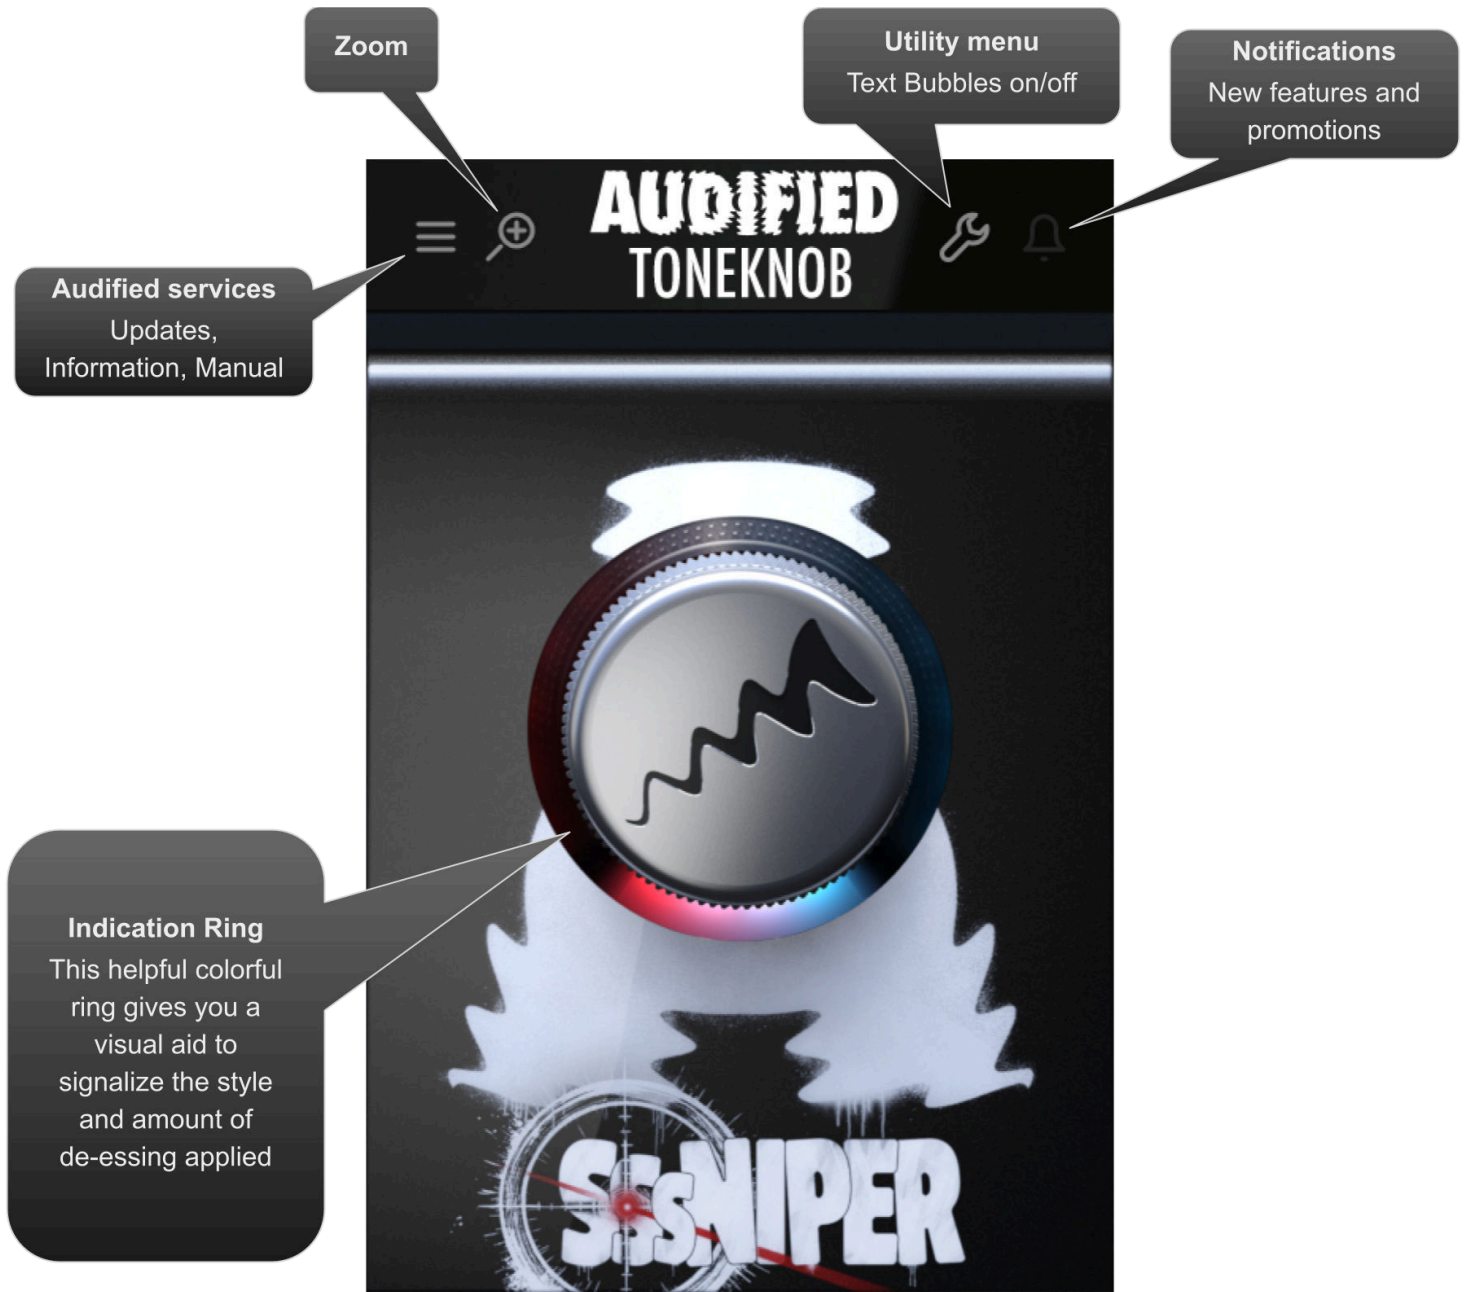 Zoom
Utility menu
Text Bubbles on/off
Notifications
New features and
promotions
AUDIFIED
TONEKNOB
Audified services
Updates,
Information, Manual
Indication Ring
This helpful colorful
ring gives you a
visual aid to
signalize the style
and amount of
de-essing applied
SSSNIPER